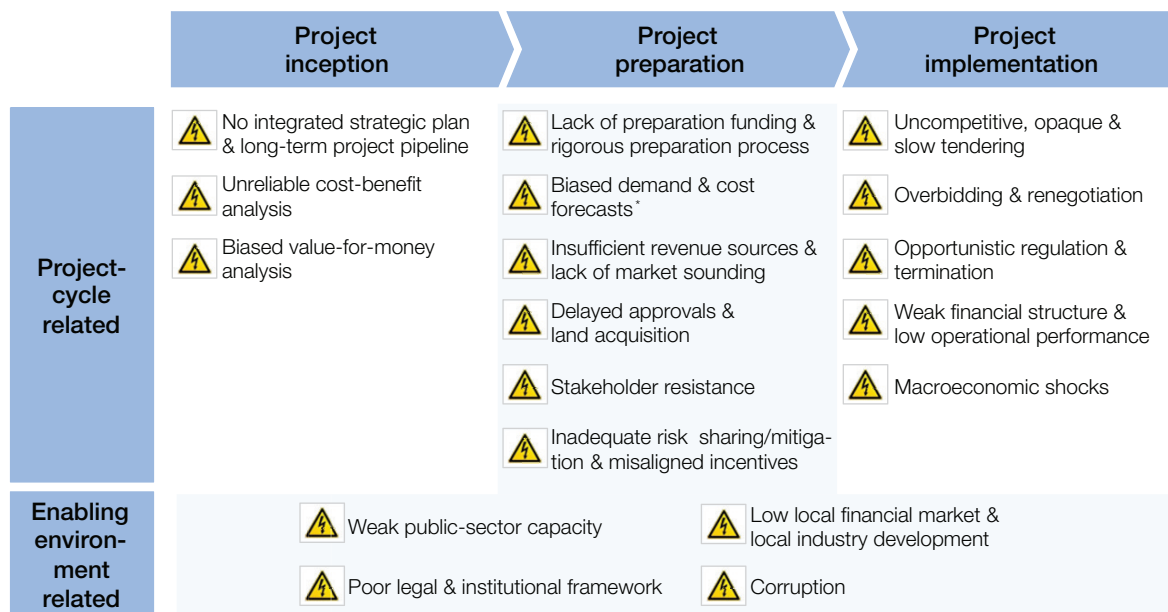 Project
inception
Project
preparation
Project
implementation
Project-
cycle
related
No integrated strategic plan
& long-term project pipeline
Unreliable cost-benefit
analysis
Biased value-for-money
analysis
Lack of preparation funding &
rigorous preparation process
Biased demand & cost
forecasts*
Insufficient revenue sources &
lack of market sounding
Delayed approvals &
land acquisition
Stakeholder resistance
Inadequate risk sharing/mitiga-
tion & misaligned incentives
Uncompetitive, opaque &
slow tendering
Overbidding & renegotiation
Opportunistic regulation &
termination
Weak financial structure &
low operational performance
Macroeconomic shocks
Enabling
environ-
ment
related
Weak public-sector capacity
Low local financial market &
local industry development
Poor legal & institutional framework
Corruption